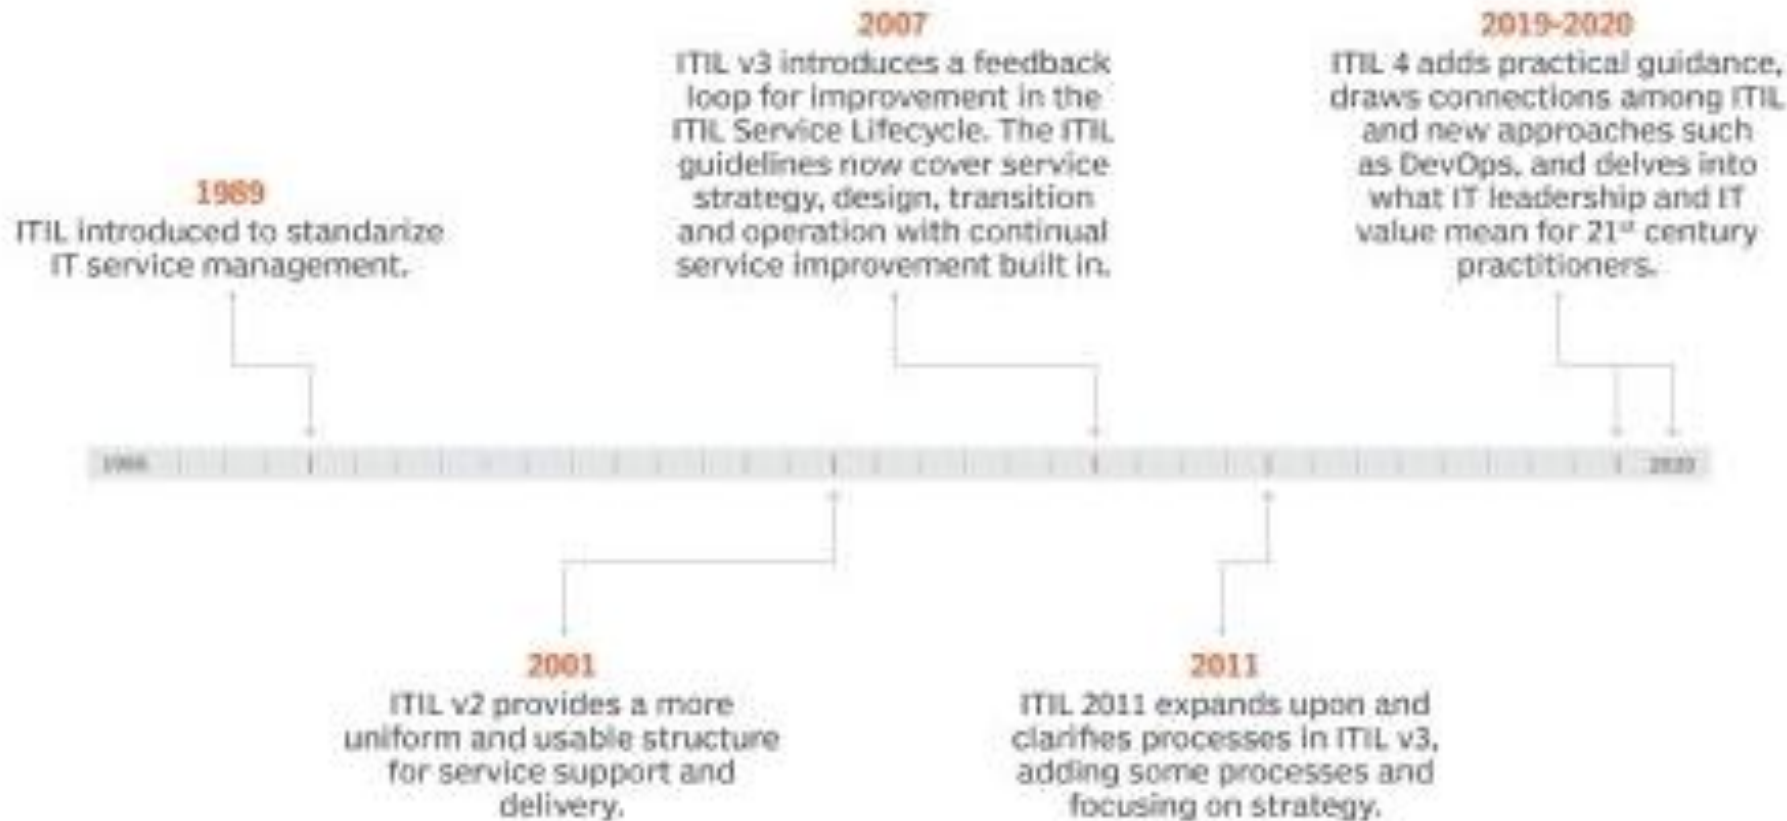 1989
ITIL introduced to standarize
IT service management.
2007
ITIL v3 introduces a feedback
loop for improvement in the
ITIL Service Lifecycle. The ITIL
guidelines now cover service
strategy, design, transition
and operation with continual
service improvement built in.
2019-2020
ITIL 4 adds practical guidance,
draws connections among ITIL
and new approaches such
as DevOps, and delves into
what IT leadership and IT
value mean for 21st century
practitioners.
2020
2001
ITIL v2 provides a more
uniform and usable structure
for service support and
delivery.
2011
ITIL 2011 expands upon and
clarifies processes in ITIL v3,
adding some processes and
focusing on strategy.